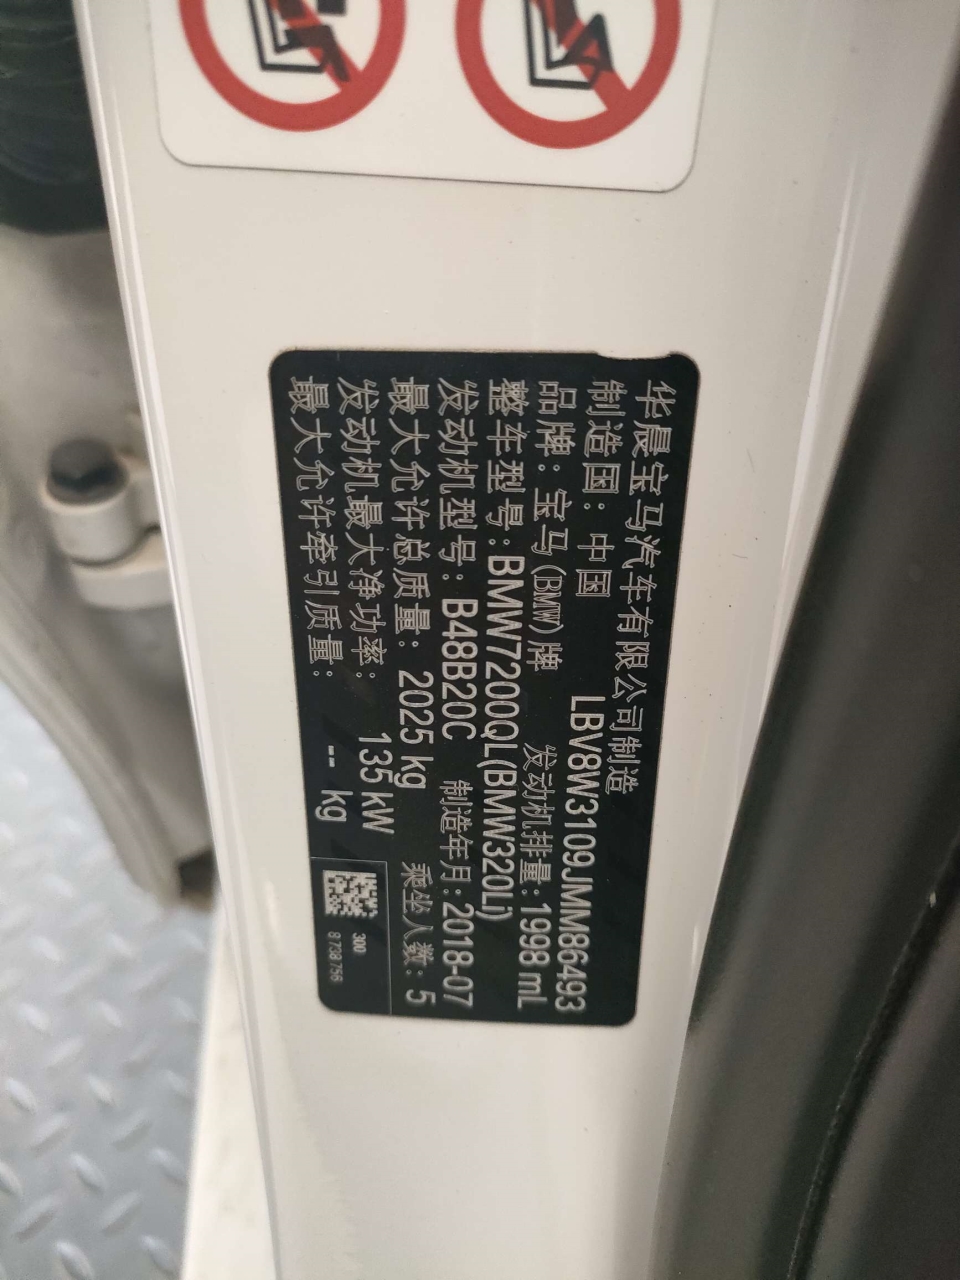 华晨宝马汽车有限公司制造
制造国：中国 LBV8W3109JMM86493
品牌：宝马(BMW)牌 发动机排量：1998 mL
整车型号：BMW7200QL(BMW320Li)
发动机型号：B48B20C 制造年月：2018-07
最大允许总质量：2025 kg 乘坐人数：5
发动机最大净功率：135 kW
最大允许牵引质量：-- kg
300
8 738 756